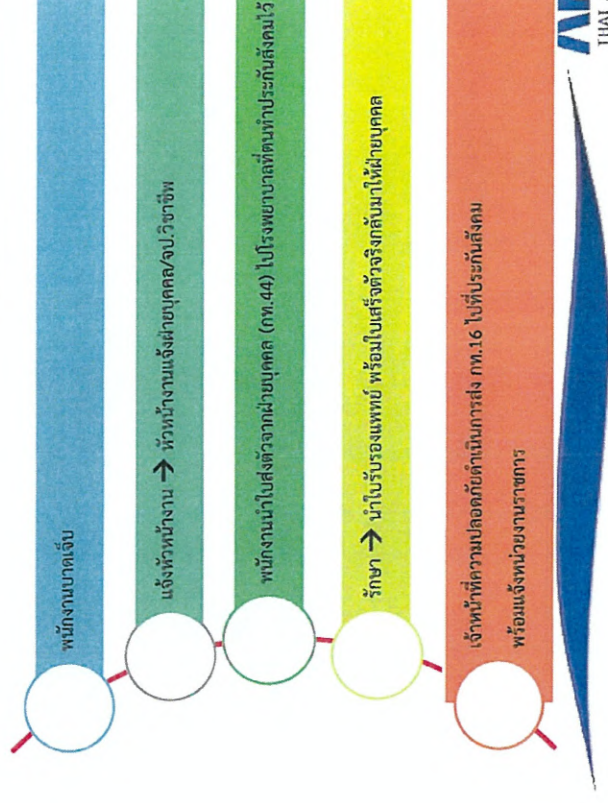 พนักงานบาดเจ็บ
แจ้งหัวหน้างาน → หัวหน้างานแจ้งฝ่ายบุคคล/จป.วิชาชีพ
พนักงานนำใบส่งตัวจากฝ่ายบุคคล (กท.44) ไปโรงพยาบาลที่ตนทำประกันสังคมไว้
รักษา → นำใบรับรองแพทย์ พร้อมใบเสร็จตัวจริงกลับมาให้ฝ่ายบุคคล
เจ้าหน้าที่ความปลอดภัยดำเนินการส่ง กท.16 ไปที่ประกันสังคม
พร้อมแจ้งหน่วยงานราชการ
THAI